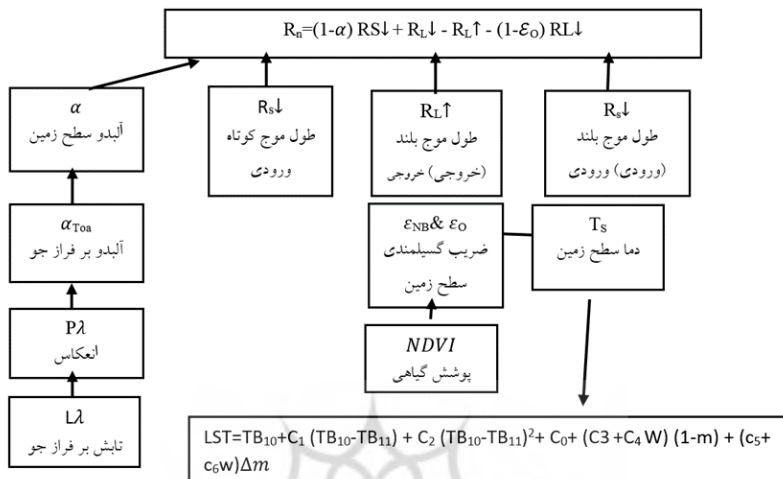 Rn=(1-α) RS↓+ RL↓ - RL↑ - (1-ƐO) RL↓
α
آلبدو سطح زمین
Rs↓
طول موج کوتاه
ورودی
RL↑
طول موج بلند
خروجی (خروجی)
Rs↓
طول موج بلند
(ورودی) ورودی
αToa
آلبدو بر فراز جو
εNB& εO
ضریب گسیلمندی
سطح زمین
TS
دما سطح زمین
Pλ
انعکاس
NDVI
پوشش گیاهی
Lλ
تابش بر فراز جو
LST=TB10+C1 (TB10-TB11) + C2 (TB10-TB11)2+ C0+ (C3 +C4 W) (1-m) + (c5+
c6w)Δm